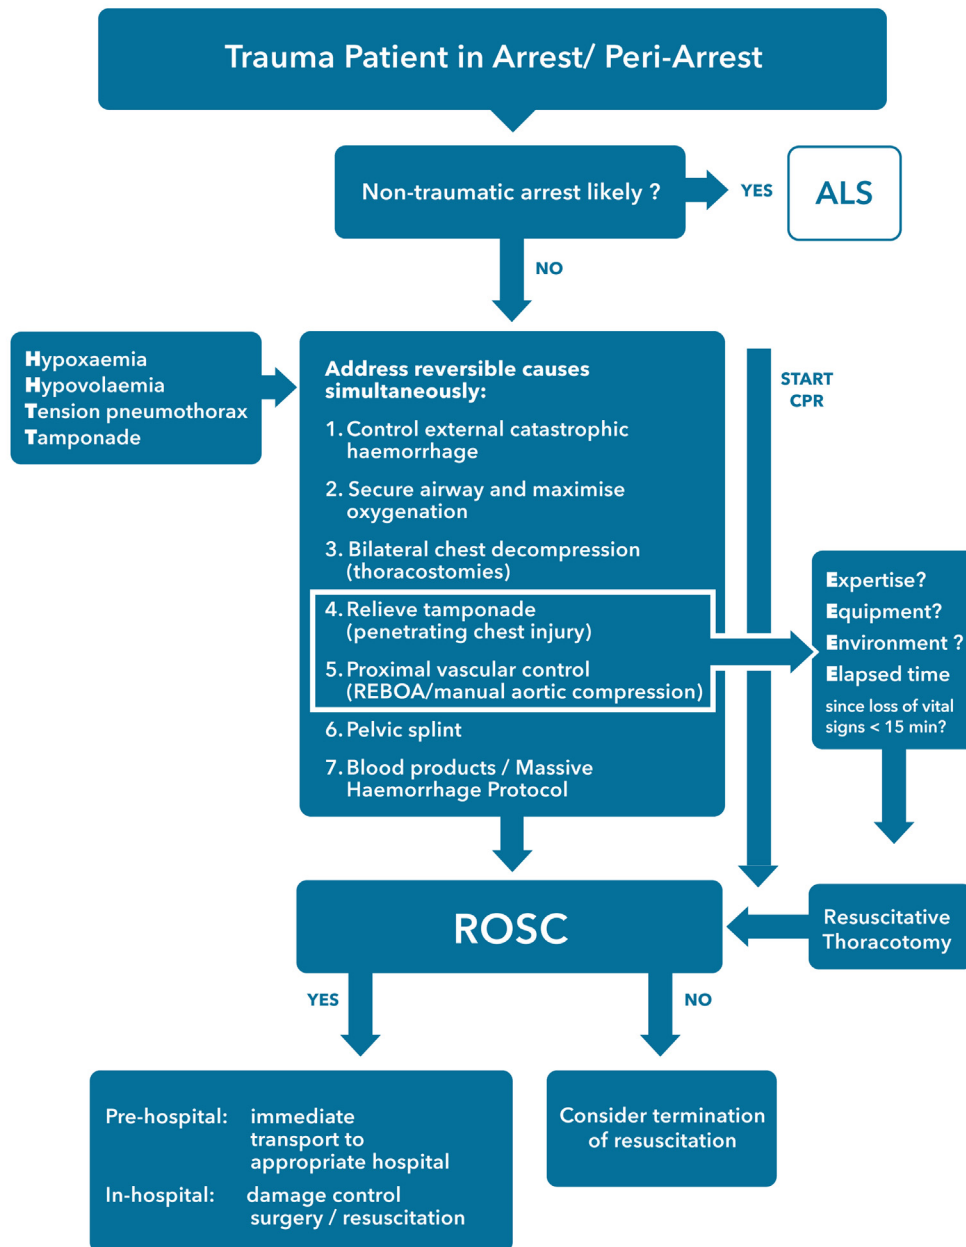 Trauma Patient in Arrest/ Peri-Arrest
Non-traumatic arrest likely ?
YES
ALS
NO
Hypoxaemia
Hypovolaemia
Tension pneumothorax
Tamponade
Address reversible causes
simultaneously:
1. Control external catastrophic
haemorrhage
2. Secure airway and maximise
oxygenation
3. Bilateral chest decompression
(thoracostomies)
4. Relieve tamponade
(penetrating chest injury)
5. Proximal vascular control
(REBOA/manual aortic compression)
6. Pelvic splint
7. Blood products / Massive
Haemorrhage Protocol
START
CPR
Expertise?
Equipment?
Environment ?
Elapsed time
since loss of vital
signs < 15 min?
Resuscitative
Thoracotomy
ROSC
YES
NO
Pre-hospital: immediate
transport to
appropriate hospital
In-hospital: damage control
surgery / resuscitation
Consider termination
of resuscitation